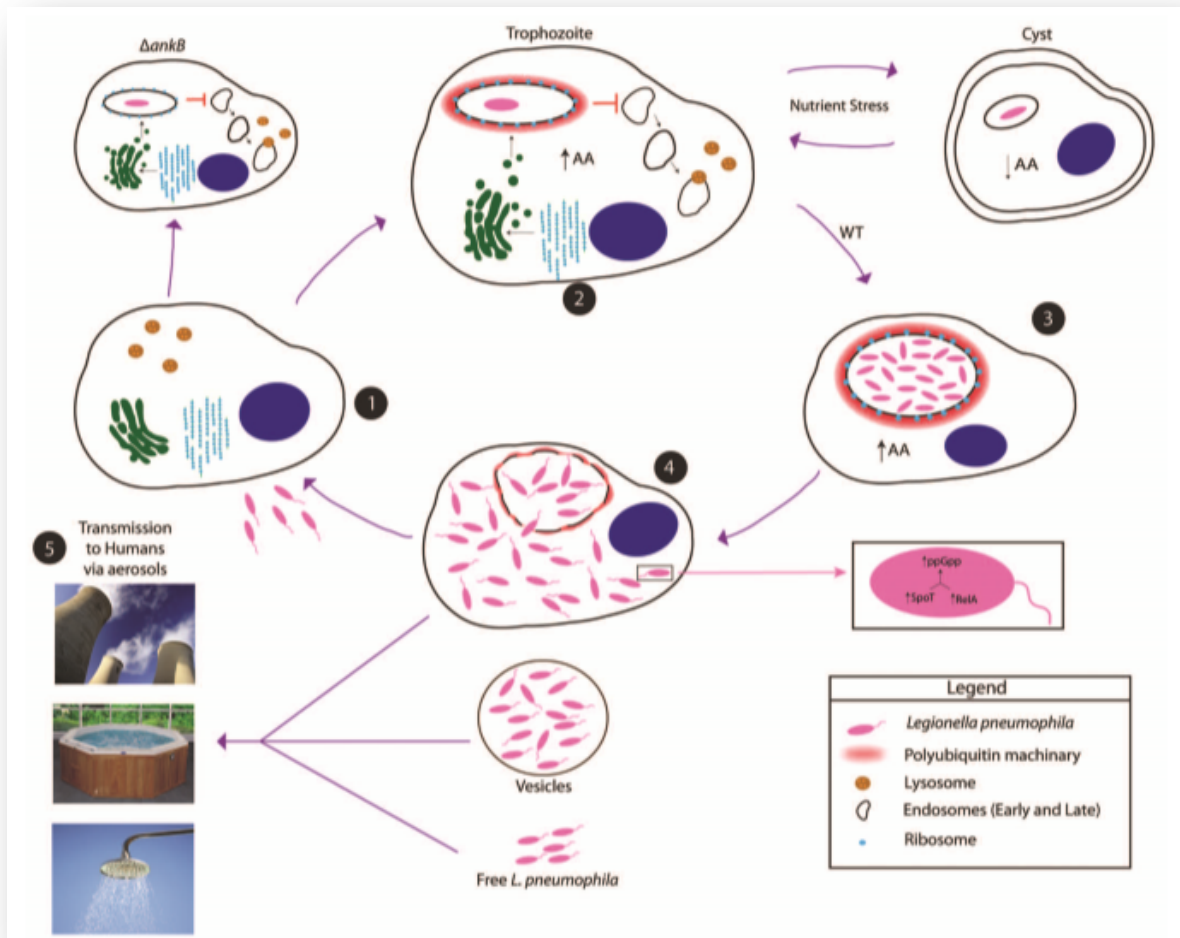 ΔankB
Trophozoite
Cyst
Nutrient Stress
↑AA
↓AA
WT
2
3
1
↑AA
4
5
Transmission
to Humans
via aerosols
↑ppGpp
↑SpoT
↑RelA
Vesicles
Free L. pneumophila
Legend
Legionella pneumophila
Polyubiquitin machinary
Lysosome
Endosomes (Early and Late)
Ribosome